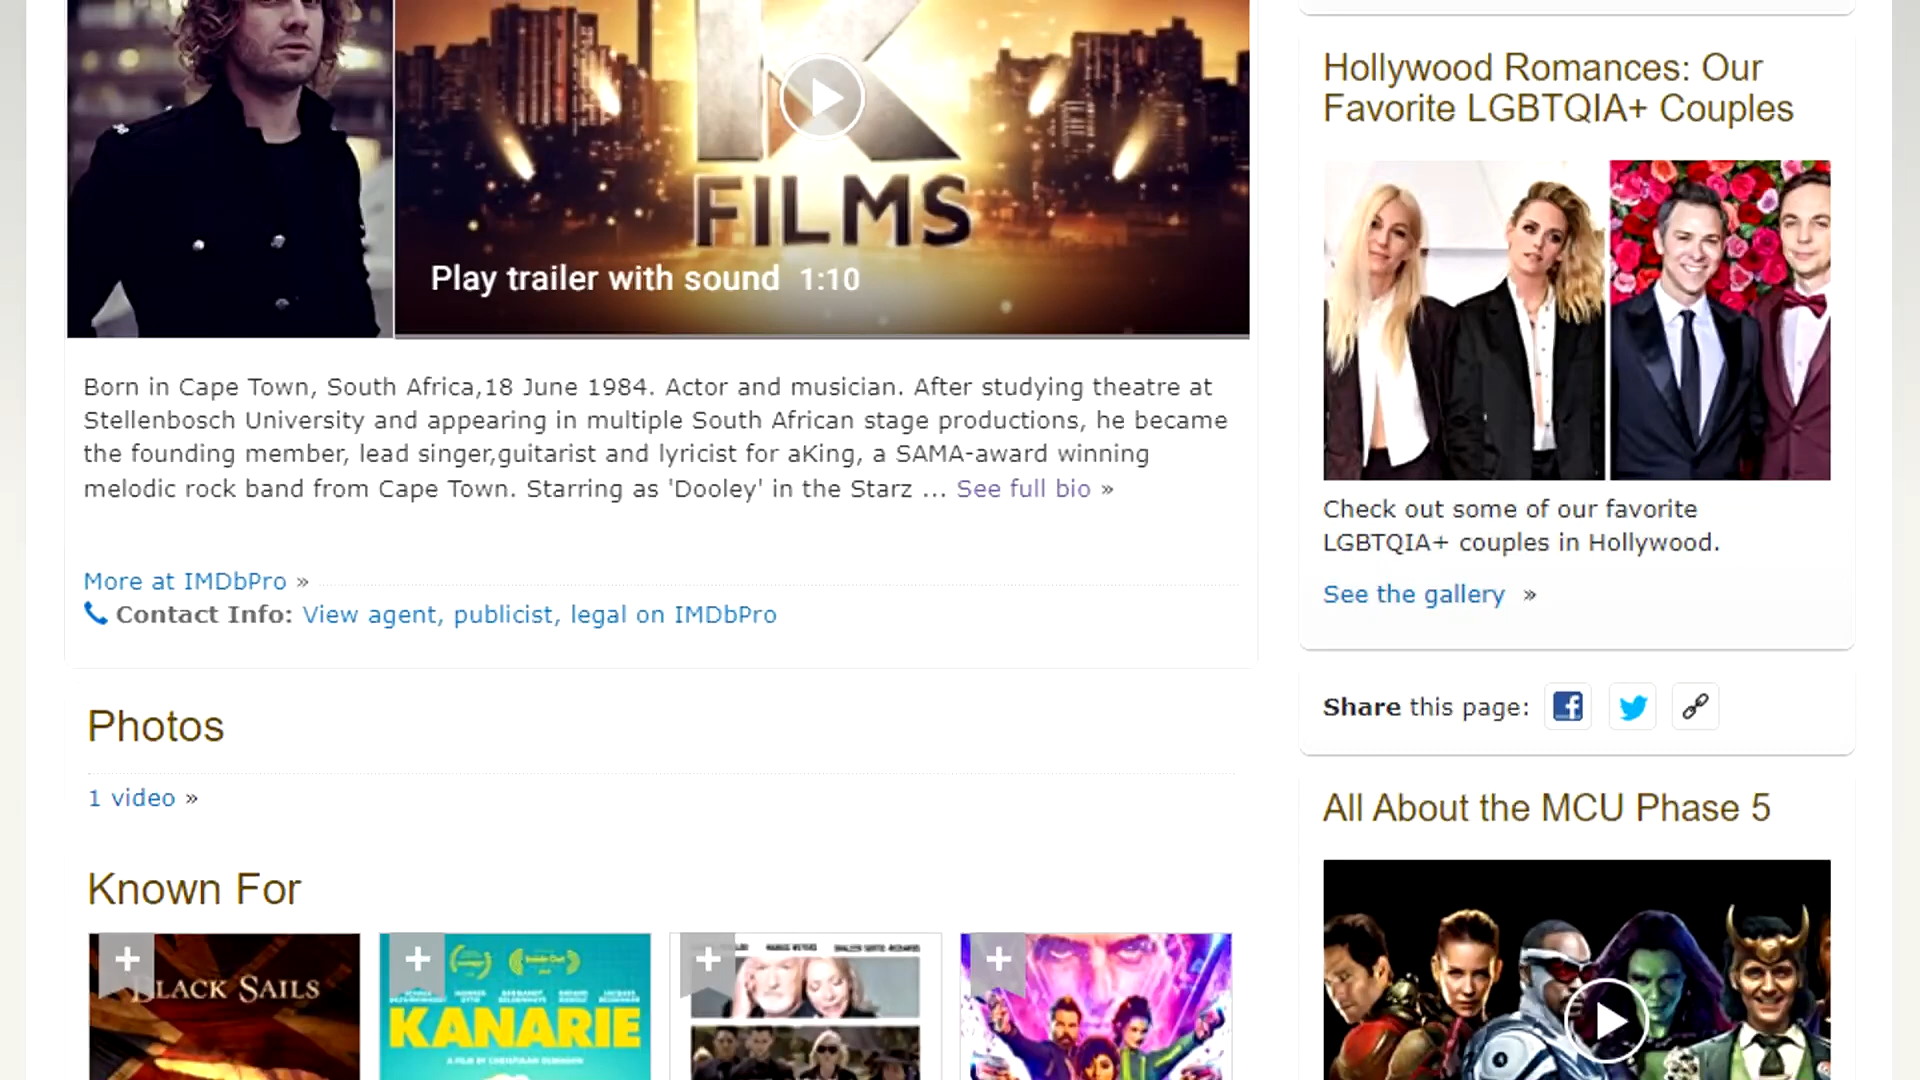 K
FILMS
Play trailer with sound 1:10
Born in Cape Town, South Africa,18 June 1984. Actor and musician. After studying theatre at
Stellenbosch University and appearing in multiple South African stage productions, he became
the founding member, lead singer,guitarist and lyricist for aKing, a SAMA-award winning
melodic rock band from Cape Town. Starring as 'Dooley' in the Starz ... See full bio »
More at IMDbPro »
Contact Info: View agent, publicist, legal on IMDbPro
Photos
1 video »
Known For
BLACK SAILS
KANARIE
Hollywood Romances: Our
Favorite LGBTQIA+ Couples
Check out some of our favorite
LGBTQIA+ couples in Hollywood.
See the gallery »
Share this page:
All About the MCU Phase 5